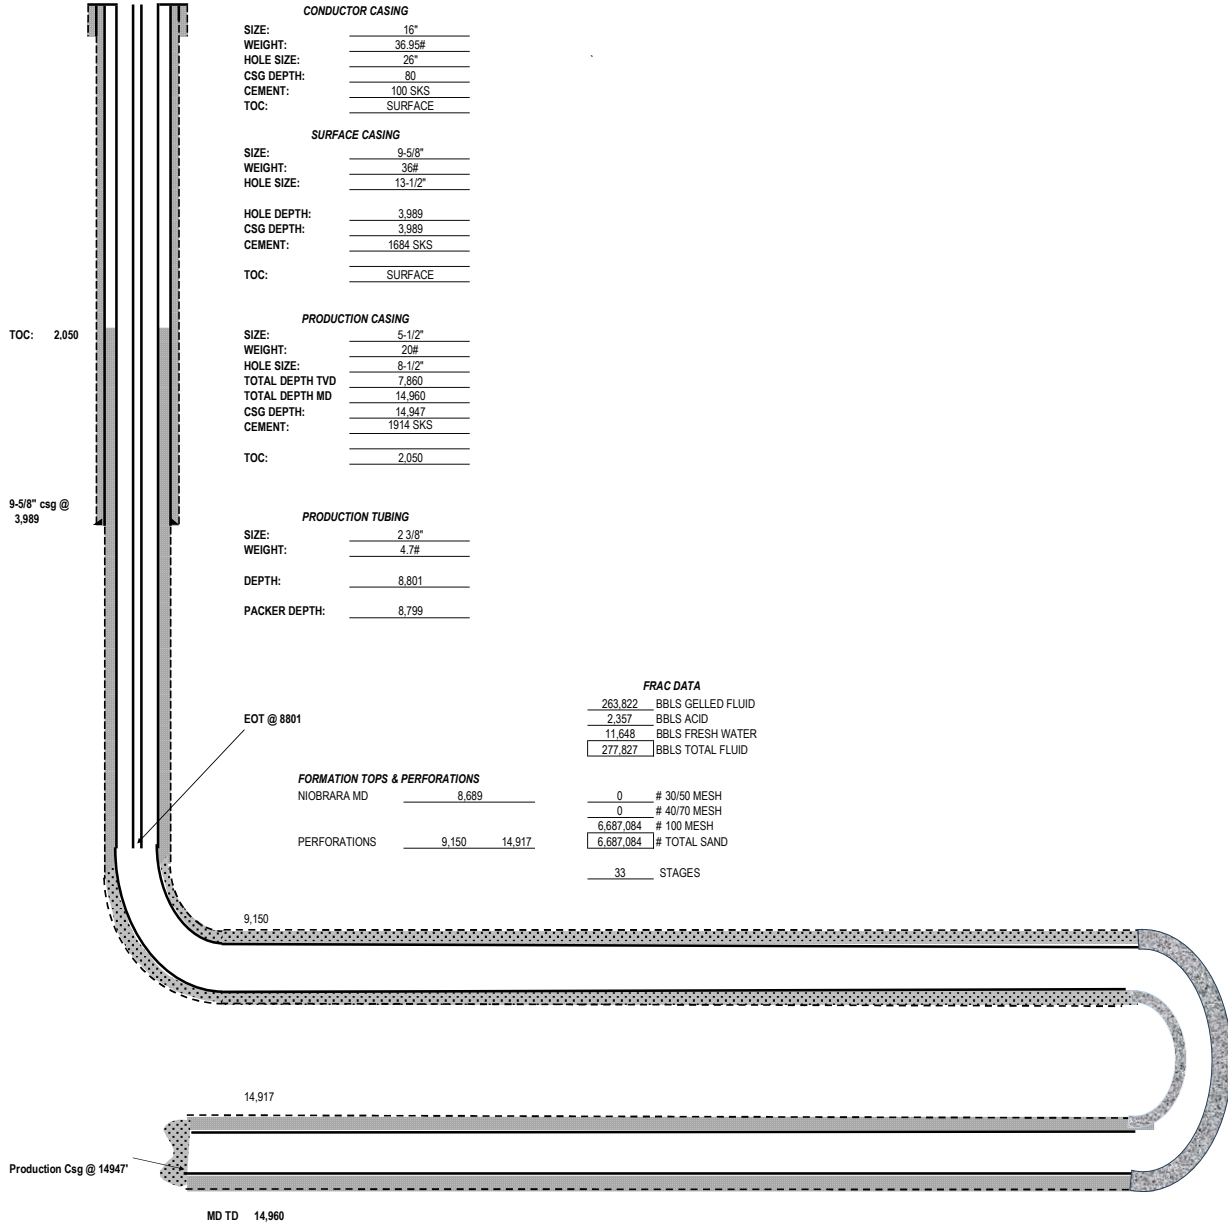 CONDUCTOR CASING
SIZE: 16"
WEIGHT: 36.95#
HOLE SIZE: 26"
CSG DEPTH: 80
CEMENT: 100 SKS
TOC: SURFACE
SURFACE CASING
SIZE: 9-5/8"
WEIGHT: 36#
HOLE SIZE: 13-1/2"
HOLE DEPTH: 3,989
CSG DEPTH: 3,989
CEMENT: 1684 SKS
TOC: SURFACE
PRODUCTION CASING
TOC: 2,050
SIZE: 5-1/2"
WEIGHT: 20#
HOLE SIZE: 8-1/2"
TOTAL DEPTH TVD 7,860
TOTAL DEPTH MD 14,960
CSG DEPTH: 14,947
CEMENT: 1914 SKS
TOC: 2,050
9-5/8" csg @
3,989
PRODUCTION TUBING
SIZE: 2 3/8"
WEIGHT: 4.7#
DEPTH: 8,801
PACKER DEPTH: 8,799
FRAC DATA
263,822 BBLS GELLED FLUID
2,357 BBLS ACID
11,648 BBLS FRESH WATER
277,827 BBLS TOTAL FLUID
EOT @ 8801
FORMATION TOPS & PERFORATIONS
NIOBRARA MD 8,689
PERFORATIONS 9,150 14,917
0 # 30/50 MESH
0 # 40/70 MESH
6,687,084 # 100 MESH
6,687,084 # TOTAL SAND
33 STAGES
9,150
14,917
Production Csg @ 14947'
MD TD 14,960